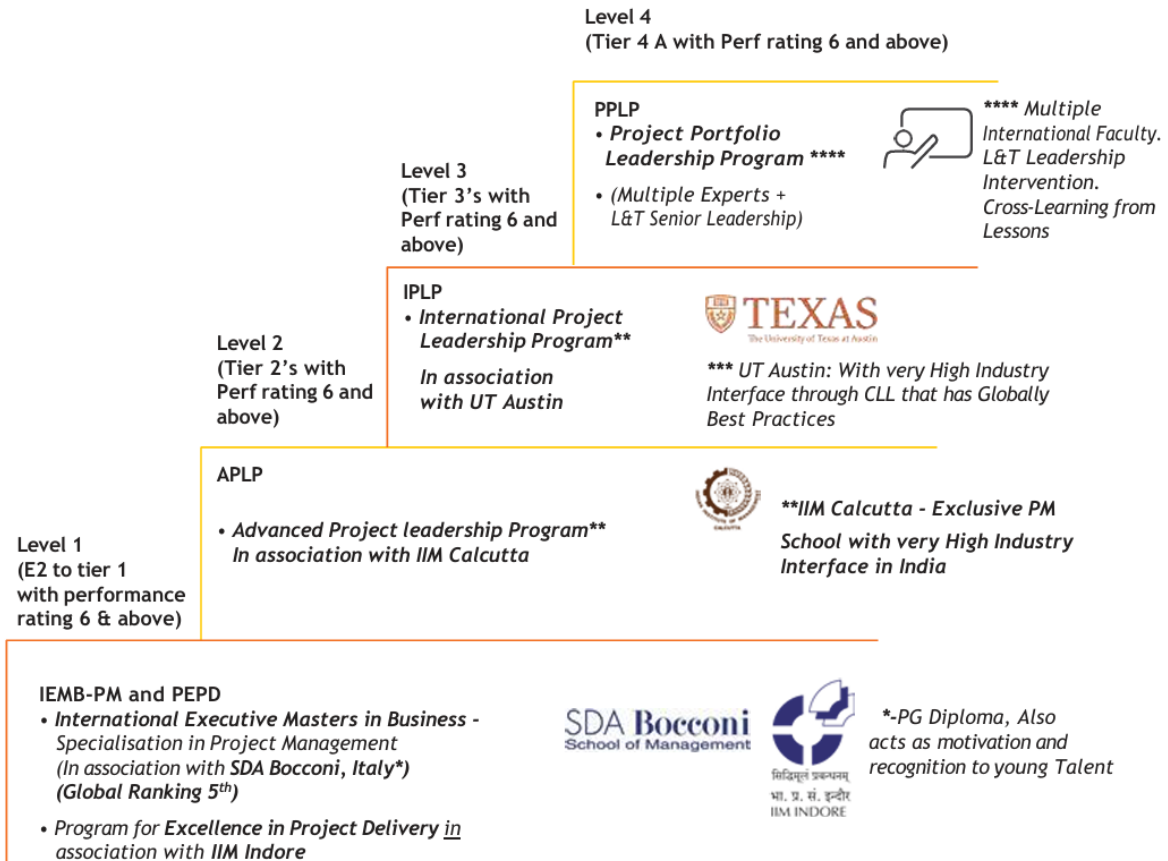 Level 4
(Tier 4 A with Perf rating 6 and above)
PPLP
• Project Portfolio
Leadership Program ****
• (Multiple Experts +
L&T Senior Leadership)
**** Multiple
International Faculty.
L&T Leadership
Intervention.
Cross-Learning from
Lessons
Level 3
(Tier 3’s with
Perf rating 6 and
above)
IPLP
• International Project
Leadership Program**
In association
with UT Austin
TEXAS
The University of Texas at Austin
*** UT Austin: With very High Industry
Interface through CLL that has Globally
Best Practices
Level 2
(Tier 2’s with
Perf rating 6 and
above)
APLP
• Advanced Project leadership Program**
In association with IIM Calcutta
CALCUTTA
**IIM Calcutta - Exclusive PM
School with very High Industry
Interface in India
Level 1
(E2 to tier 1
with performance
rating 6 & above)
IEMB-PM and PEPD
• International Executive Masters in Business -
Specialisation in Project Management
(In association with SDA Bocconi, Italy*)
(Global Ranking 5th)
• Program for Excellence in Project Delivery in
association with IIM Indore
SDA Bocconi
School of Management
सिद्धिमूलं प्रबन्धनम्
भा. प्र. सं. इन्दौर
IIM INDORE
*-PG Diploma, Also
acts as motivation and
recognition to young Talent